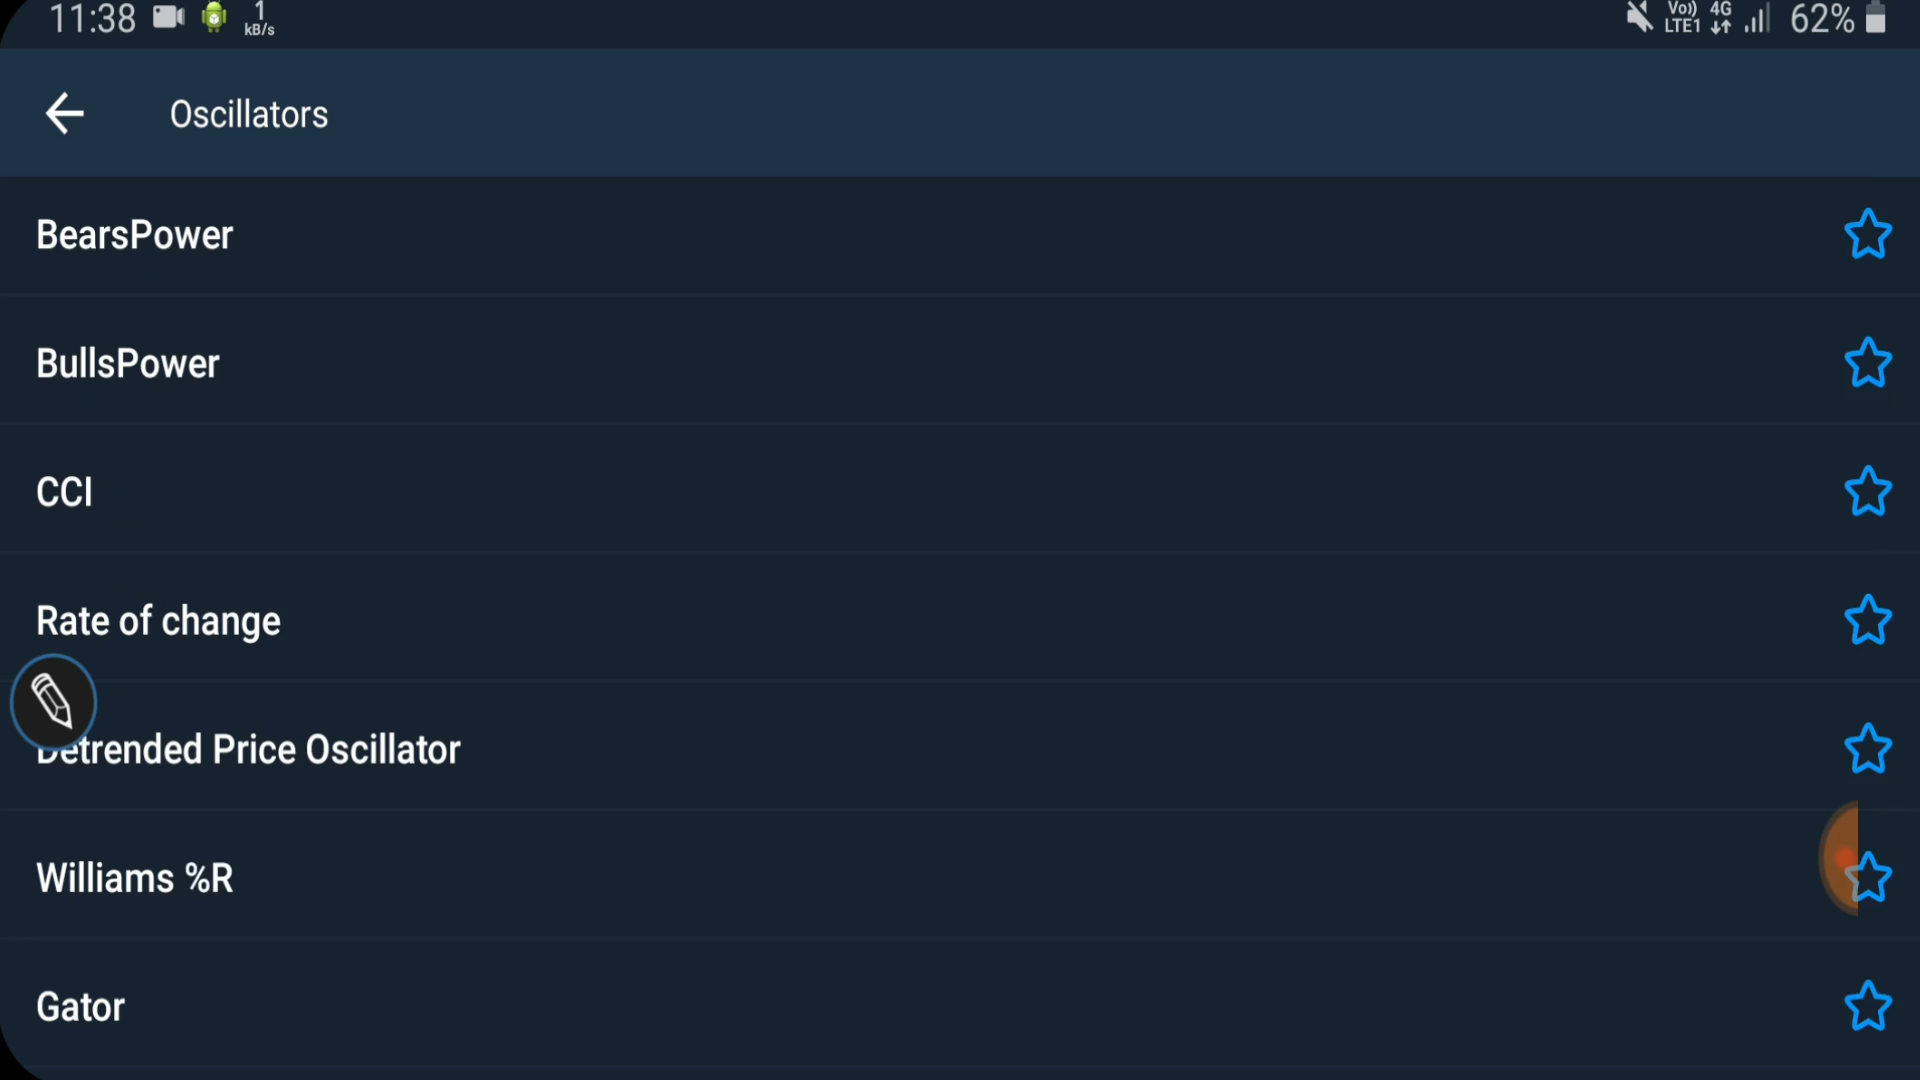 11:38 1 kB/s Vo)) LTE1 4G 62%
Oscillators
BearsPower
BullsPower
CCI
Rate of change
Detrended Price Oscillator
Williams %R
Gator